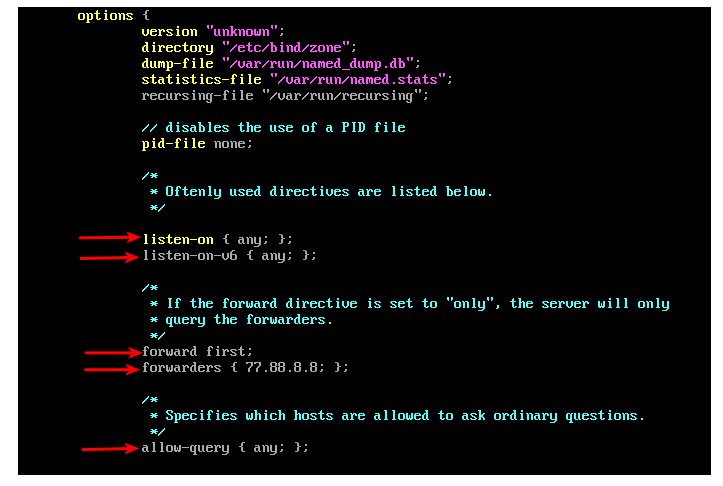 options {
version "unknown";
directory "/etc/bind/zone";
dump-file "/var/run/named_dump.db";
statistics-file "/var/run/named.stats";
recursing-file "/var/run/recursing";
// disables the use of a PID file
pid-file none;
/*
* Oftenly used directives are listed below.
*/
listen-on { any; };
listen-on-v6 { any; };
/*
* If the forward directive is set to "only", the server will only
* query the forwarders.
*/
forward first;
forwarders { 77.88.8.8; };
/*
* Specifies which hosts are allowed to ask ordinary questions.
*/
allow-query { any; };